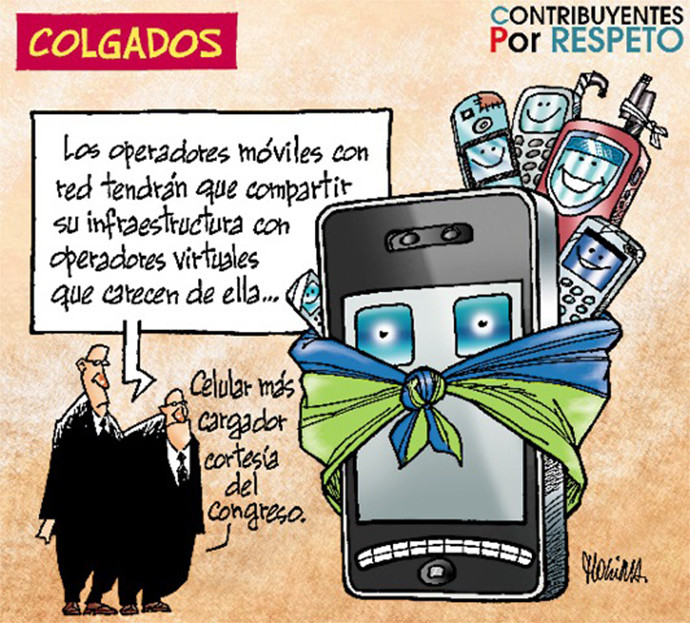 COLGADOS
CONTRIBUYENTES
Por RESPETO
Los operadores móviles con
red tendrán que compartir
su infraestructura con
operadores virtuales
que carecen de ella...
Celular más
cargador
cortesía
del
congreso.
Molina.